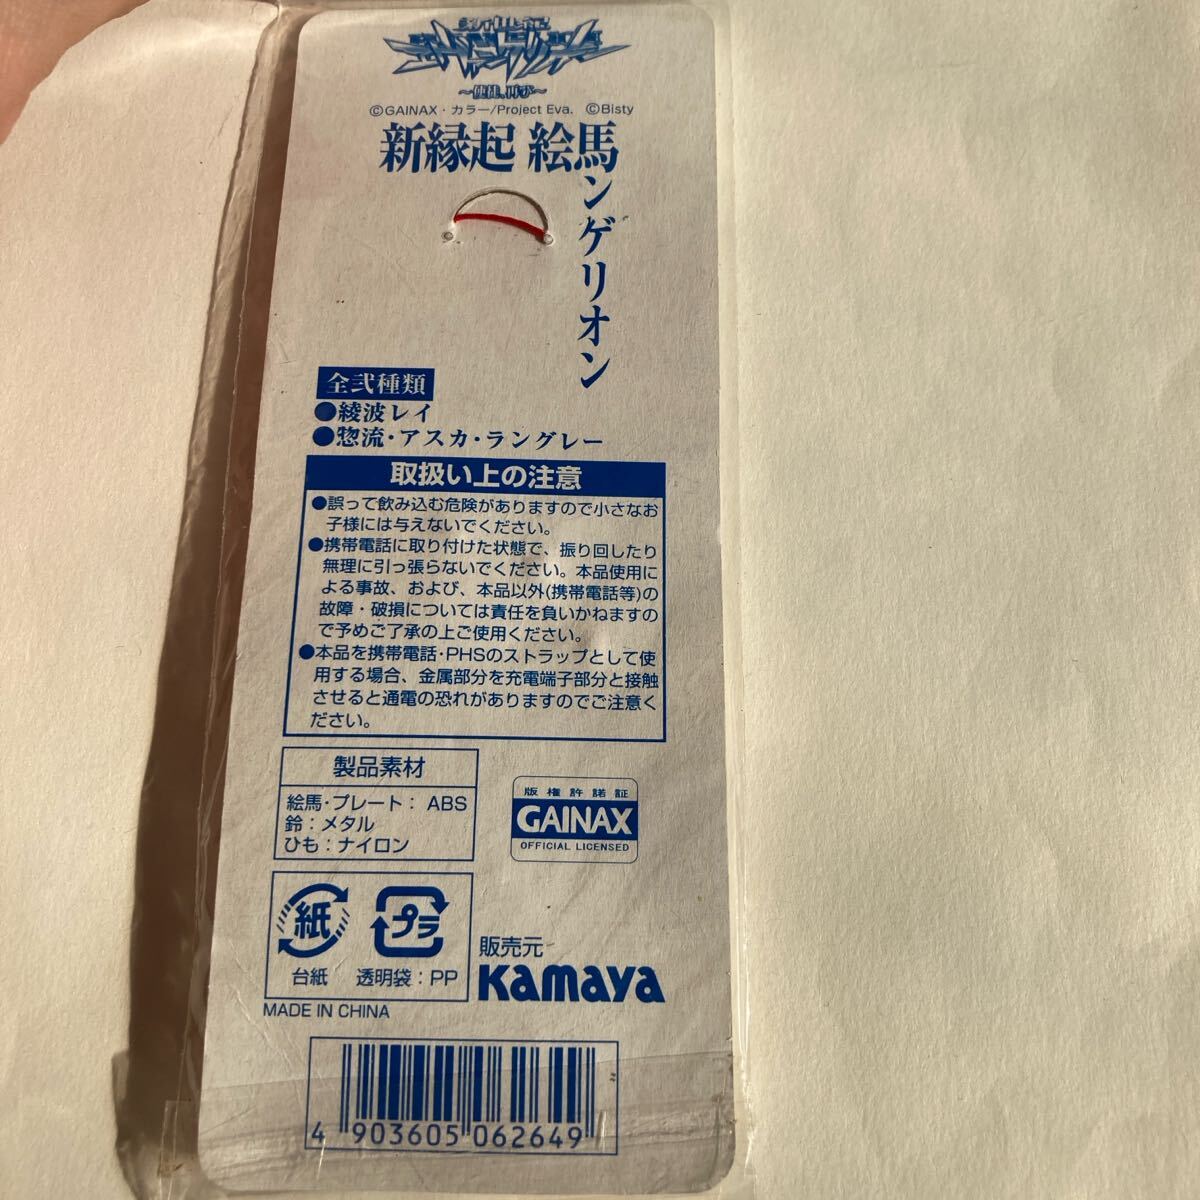 エヴァンゲリオン
～使徒、再び～
©GAINAX・カラー/Project Eva. ©Bisty
新縁起 絵馬
ンゲリオン
全弐種類
●綾波レイ
●惣流・アスカ・ラングレー
取扱い上の注意
●誤って飲み込む危険がありますので小さなお
子様には与えないでください。
●携帯電話に取り付けた状態で、振り回したり
無理に引っ張らないでください。本品使用に
よる事故、および、本品以外(携帯電話等)の
故障・破損については責任を負いかねますの
で予めご了承の上ご使用ください。
●本品を携帯電話・PHSのストラップとして使
用する場合、金属部分を充電端子部分と接触
させると通電の恐れがありますのでご注意く
ださい。
製品素材
絵馬・プレート：ABS
鈴：メタル
ひも：ナイロン
版権許諾証
GAINAX
OFFICIAL LICENSED
紙
プラ
台紙 透明袋：PP
販売元
Kamaya
MADE IN CHINA
4 903605 062649